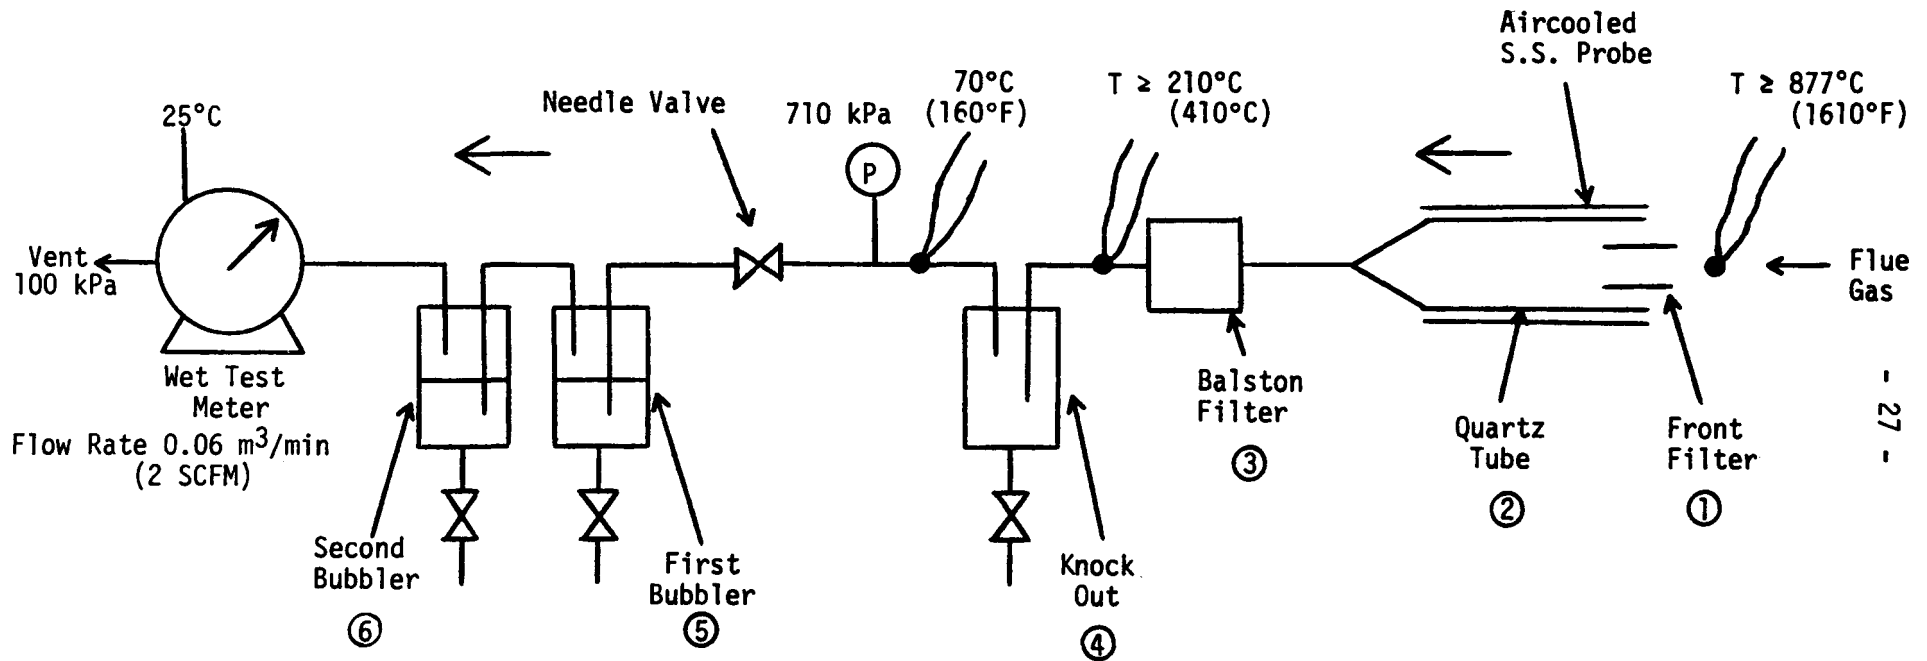 Aircooled
S.S. Probe
25°C
Needle Valve
710 kPa
70°C
(160°F)
T ≥ 210°C
(410°C)
T ≥ 877°C
(1610°F)
P
Vent
100 kPa
Flue
Gas
Wet Test
Meter
Flow Rate 0.06 m³/min
(2 SCFM)
Second
Bubbler
⑥
First
Bubbler
⑤
Knock
Out
④
Balston
Filter
③
Quartz
Tube
②
Front
Filter
①
- 27 -